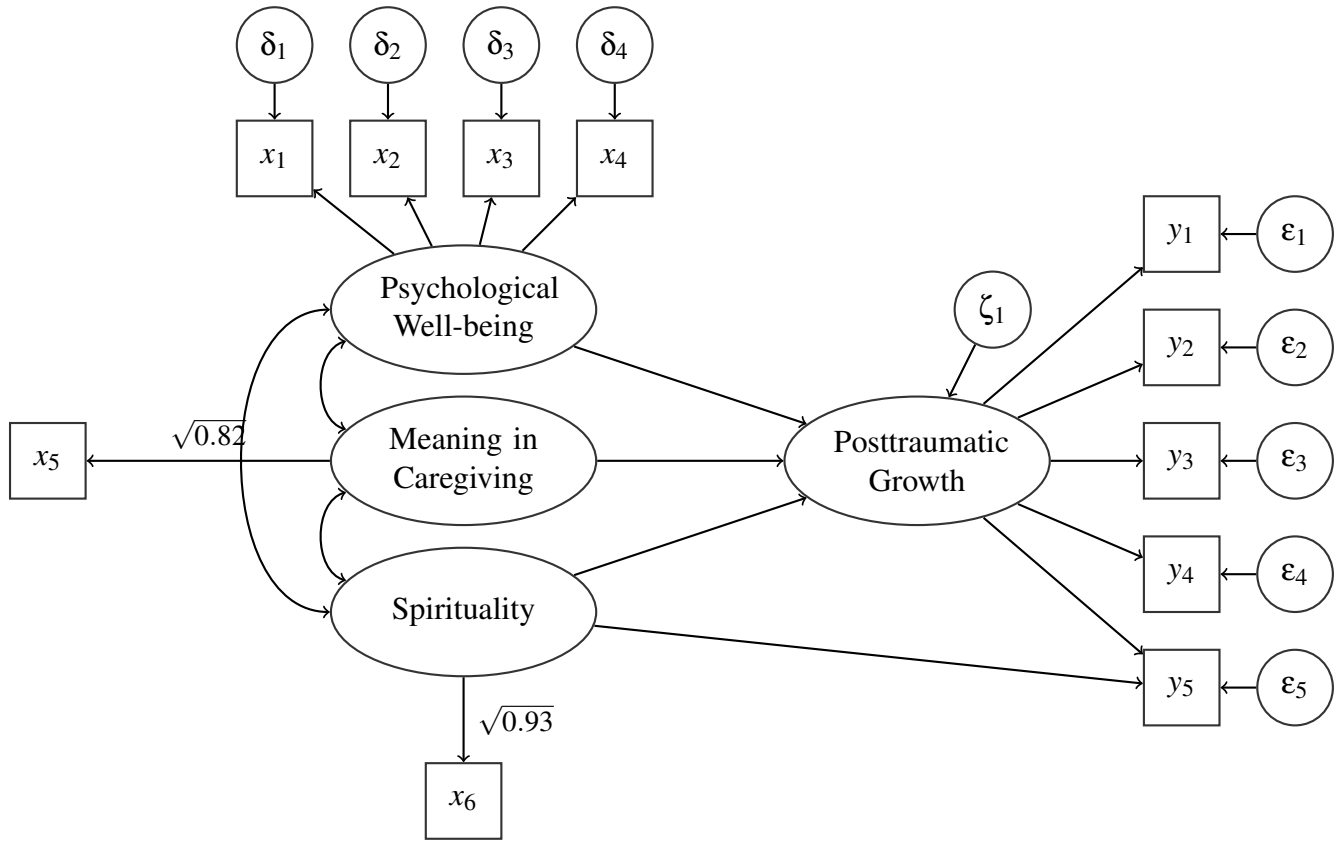 δ₁ δ₂ δ₃ δ₄
x₁ x₂ x₃ x₄
Psychological
Well-being
ζ₁
y₁ ε₁
y₂ ε₂
√0.82
x₅
Meaning in
Caregiving
Posttraumatic
Growth
y₃ ε₃
y₄ ε₄
Spirituality
y₅ ε₅
√0.93
x₆